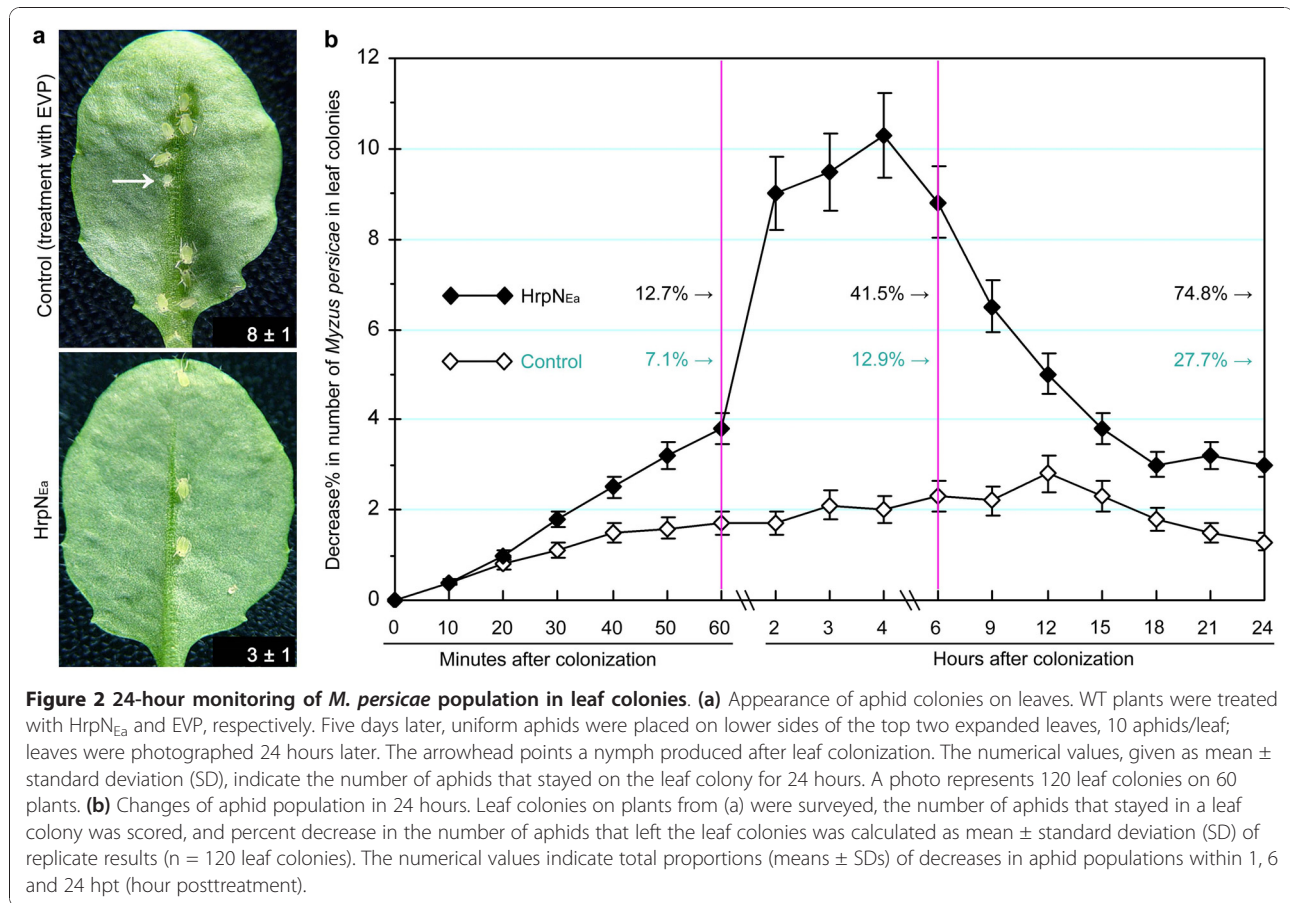 a
Control (treatment with EVP)
8 ± 1
HrpNEa
3 ± 1
b
Decrease% in number of Myzus persicae in leaf colonies
12
10
8
6
4
2
0
HrpNEa
12.7% →
41.5% →
74.8% →
Control
7.1% →
12.9% →
27.7% →
0 10 20 30 40 50 60 2 3 4 6 9 12 15 18 21 24
Minutes after colonization
Hours after colonization
Figure 2 24-hour monitoring of M. persicae population in leaf colonies. (a) Appearance of aphid colonies on leaves. WT plants were treated
with HrpNEa and EVP, respectively. Five days later, uniform aphids were placed on lower sides of the top two expanded leaves, 10 aphids/leaf;
leaves were photographed 24 hours later. The arrowhead points a nymph produced after leaf colonization. The numerical values, given as mean ±
standard deviation (SD), indicate the number of aphids that stayed on the leaf colony for 24 hours. A photo represents 120 leaf colonies on 60
plants. (b) Changes of aphid population in 24 hours. Leaf colonies on plants from (a) were surveyed, the number of aphids that stayed in a leaf
colony was scored, and percent decrease in the number of aphids that left the leaf colonies was calculated as mean ± standard deviation (SD) of
replicate results (n = 120 leaf colonies). The numerical values indicate total proportions (means ± SDs) of decreases in aphid populations within 1, 6
and 24 hpt (hour posttreatment).